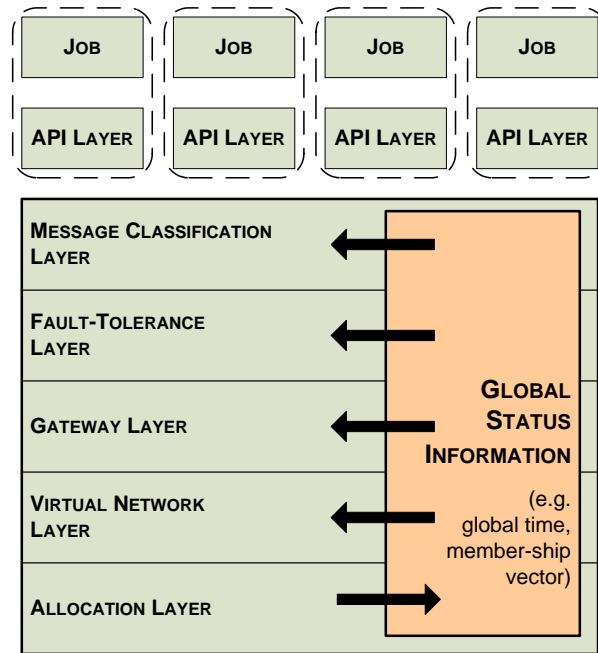 JOB JOB JOB JOB
API LAYER API LAYER API LAYER API LAYER
MESSAGE CLASSIFICATION
LAYER
FAULT-TOLERANCE
LAYER
GATEWAY LAYER
VIRTUAL NETWORK
LAYER
ALLOCATION LAYER
GLOBAL
STATUS
INFORMATION
(e.g.
global time,
member-ship
vector)